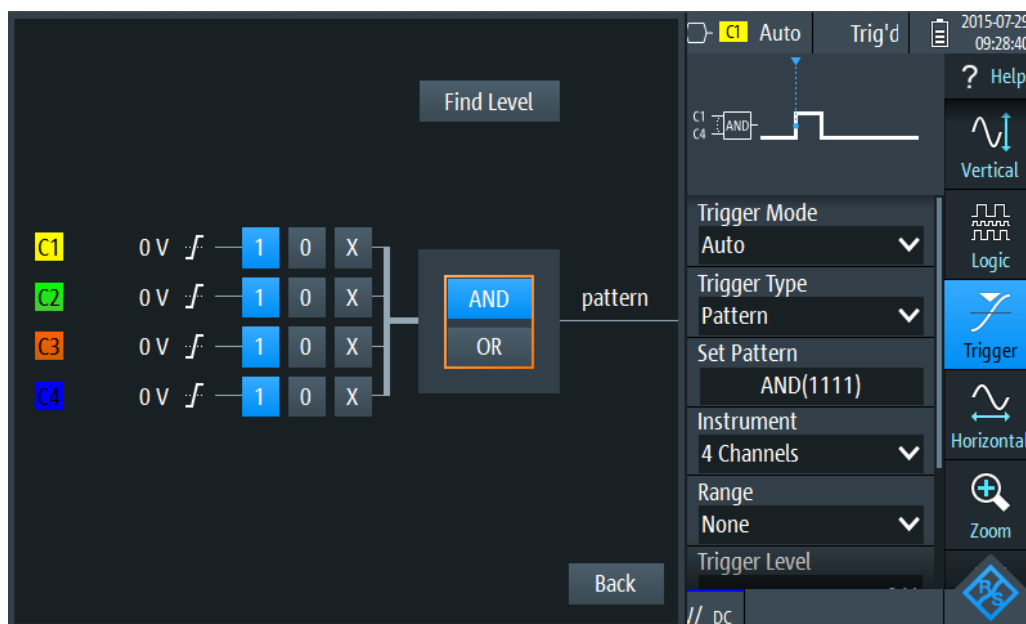 C1 Auto Trig'd 2015-07-29
09:28:40
Find Level
? Help
C1
C4 AND
Vertical
Trigger Mode
Auto
Logic
C1 0 V 1 0 X
C2 0 V 1 0 X
C3 0 V 1 0 X
C4 0 V 1 0 X
AND
OR
pattern
Trigger Type
Pattern
Trigger
Set Pattern
AND(1111)
Instrument
4 Channels
Horizontal
Range
None
Zoom
Trigger Level
Back
DC
R&S